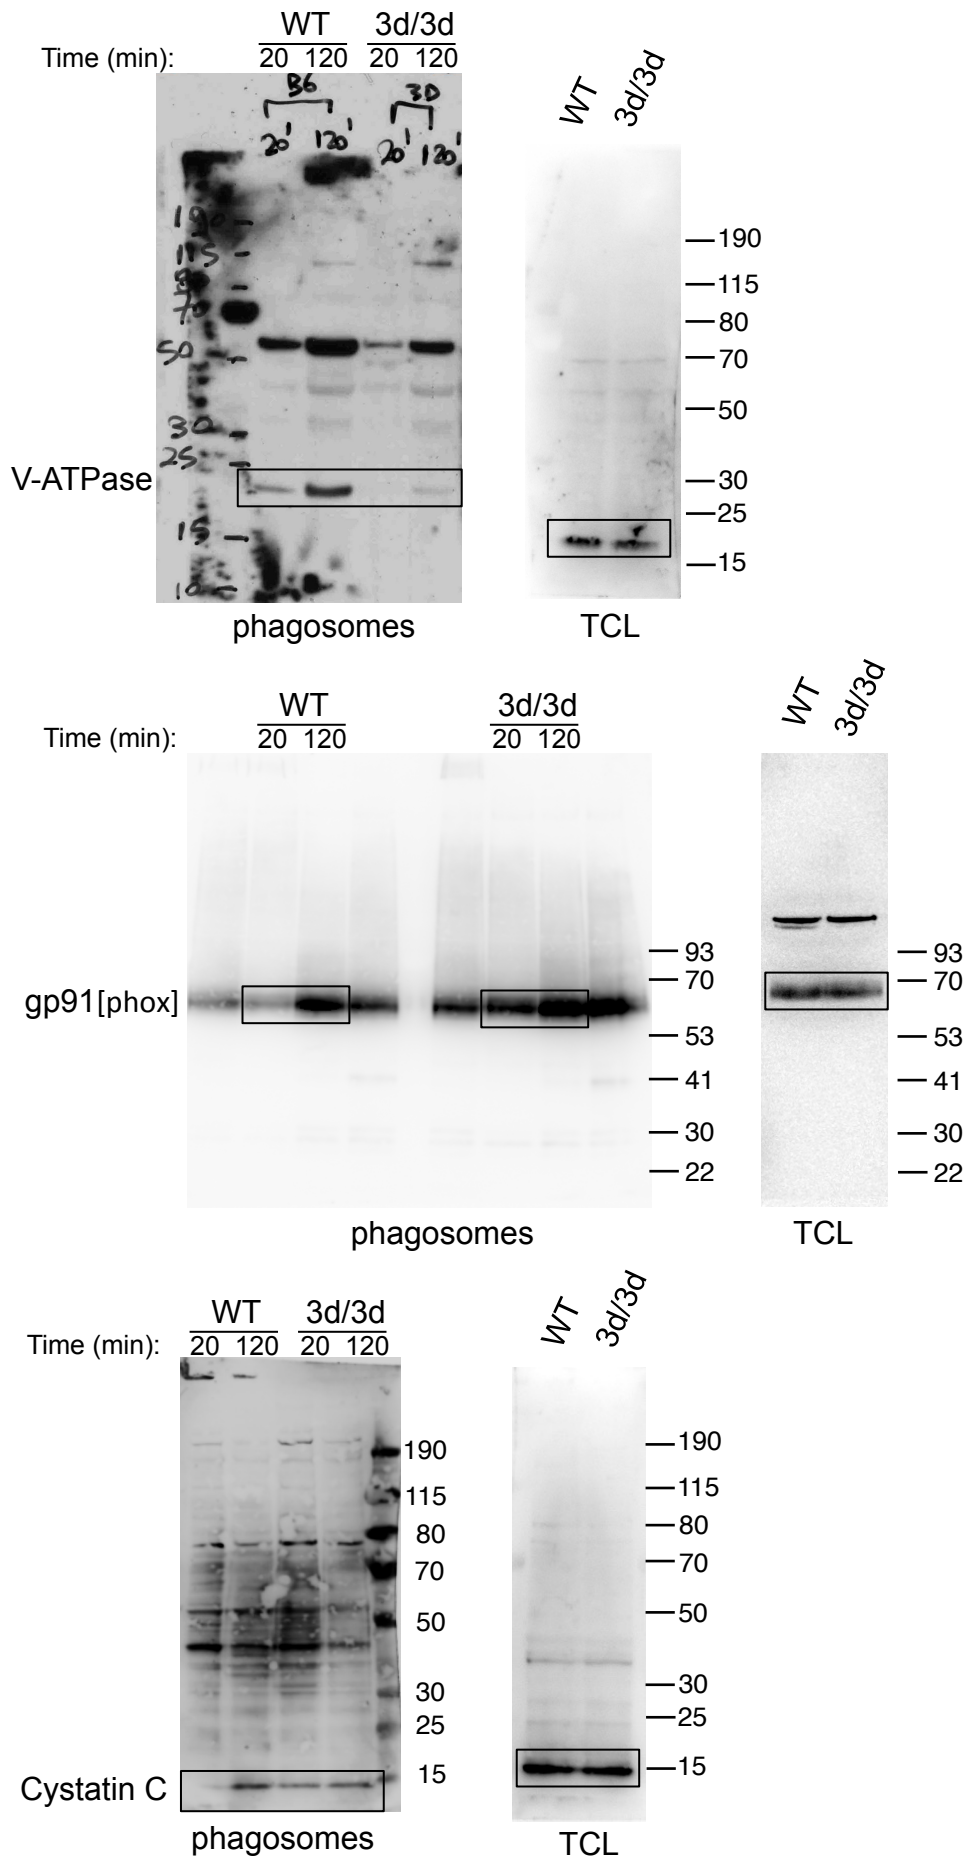 WT 3d/3d
Time (min): 20 120 20 120
B6 3D
20' 120' 20' 120'
WT 3d/3d
190
115
80
70
50
30
25
15
10
V-ATPase
190
115
80
70
50
30
25
15
phagosomes TCL
WT 3d/3d
Time (min): 20 120 20 120
WT 3d/3d
gp91[phox]
93
70
53
41
30
22
93
70
53
41
30
22
phagosomes TCL
WT 3d/3d
Time (min): 20 120 20 120
WT 3d/3d
190
115
80
70
50
30
25
15
Cystatin C
190
115
80
70
50
30
25
15
phagosomes TCL